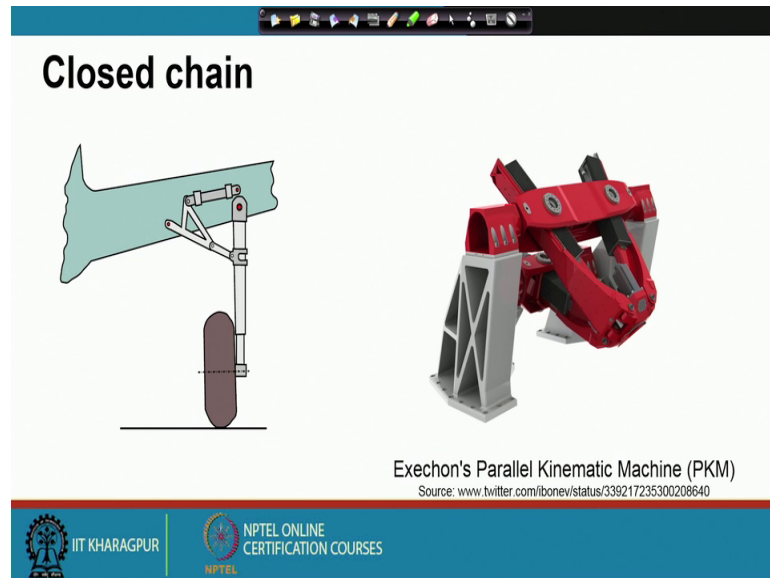 Closed chain
Exechon's Parallel Kinematic Machine (PKM)
Source: www.twitter.com/ibonev/status/339217235300208640
IIT KHARAGPUR
NPTEL
NPTEL ONLINE
CERTIFICATION COURSES